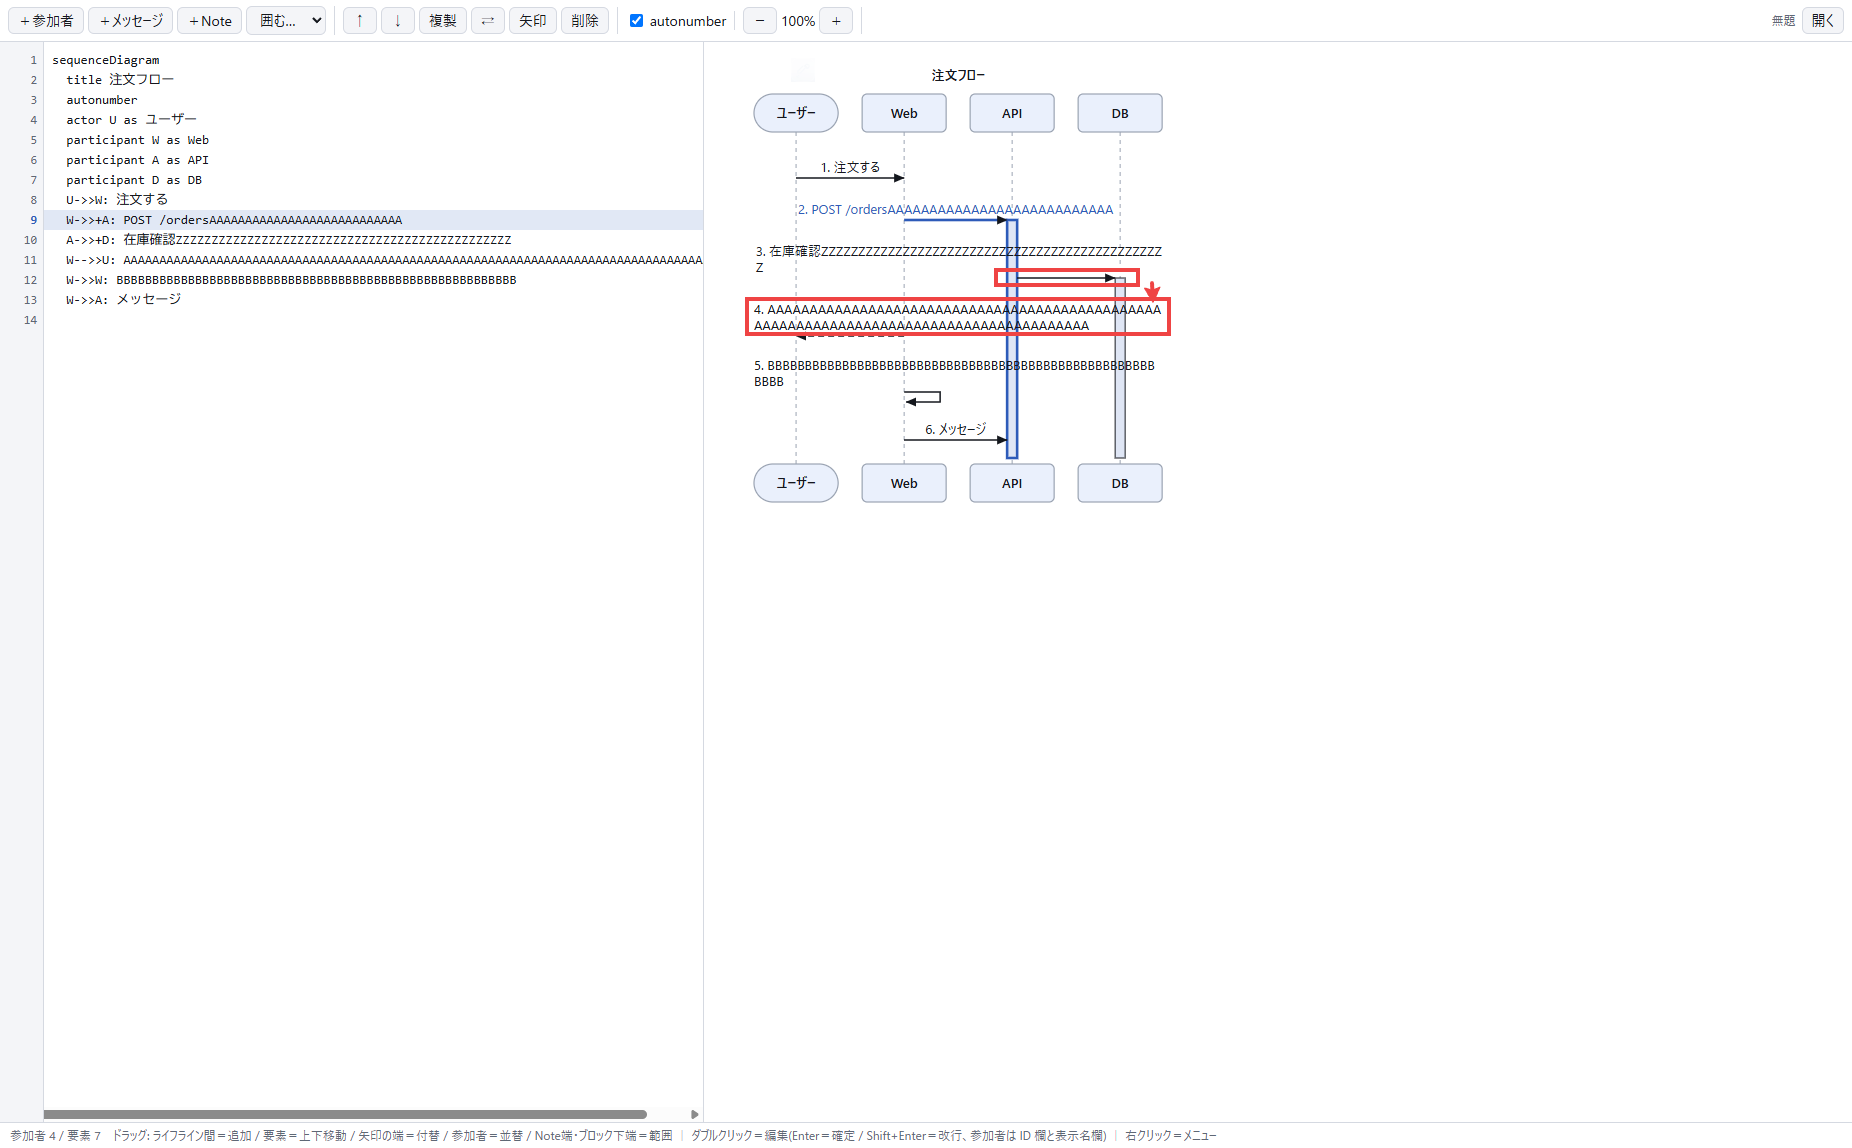 ＋参加者 ＋メッセージ ＋Note 囲む... ↑ ↓ 複製 ⇄ 矢印 削除 autonumber − 100% ＋ 無題 開く
1 sequenceDiagram
2 title 注文フロー
3 autonumber
4 actor U as ユーザー
5 participant W as Web
6 participant A as API
7 participant D as DB
8 U->>W: 注文する
9 W->>+A: POST /ordersAAAAAAAAAAAAAAAAAAAAAAAAAAA
10 A->>+D: 在庫確認ZZZZZZZZZZZZZZZZZZZZZZZZZZZZZZZZZZZZZZZZZZZZZZZ
11 W-->>U: AAAAAAAAAAAAAAAAAAAAAAAAAAAAAAAAAAAAAAAAAAAAAAAAAAAAAAAAAAAAAAAAAAAAAAAAAAAAAAAAA
12 W->>W: BBBBBBBBBBBBBBBBBBBBBBBBBBBBBBBBBBBBBBBBBBBBBBBBBBBBBBBB
13 W->>A: メッセージ
14
注文フロー
ユーザー Web API DB
1. 注文する
2. POST /ordersAAAAAAAAAAAAAAAAAAAAAAAAAAA
3. 在庫確認ZZZZZZZZZZZZZZZZZZZZZZZZZZZZZZZZZZZZZZZZZZZZZZ
Z
4. AAAAAAAAAAAAAAAAAAAAAAAAAAAAAAAAAAAAAAAAAAAAAAA
AAAAAAAAAAAAAAAAAAAAAAAAAAAAAAAAAAAAAAAA
5. BBBBBBBBBBBBBBBBBBBBBBBBBBBBBBBBBBBBBBBBBBBBBBBBBBBB
BBBB
6. メッセージ
ユーザー Web API DB
参加者 4 / 要素 7 ドラッグ: ライフライン間＝追加 / 要素＝上下移動 / 矢印の端＝付替 / 参加者＝並替 / Note端・ブロック下端＝範囲 | ダブルクリック＝編集(Enter＝確定 / Shift+Enter＝改行、参加者は ID 欄と表示名欄) | 右クリック＝メニュー